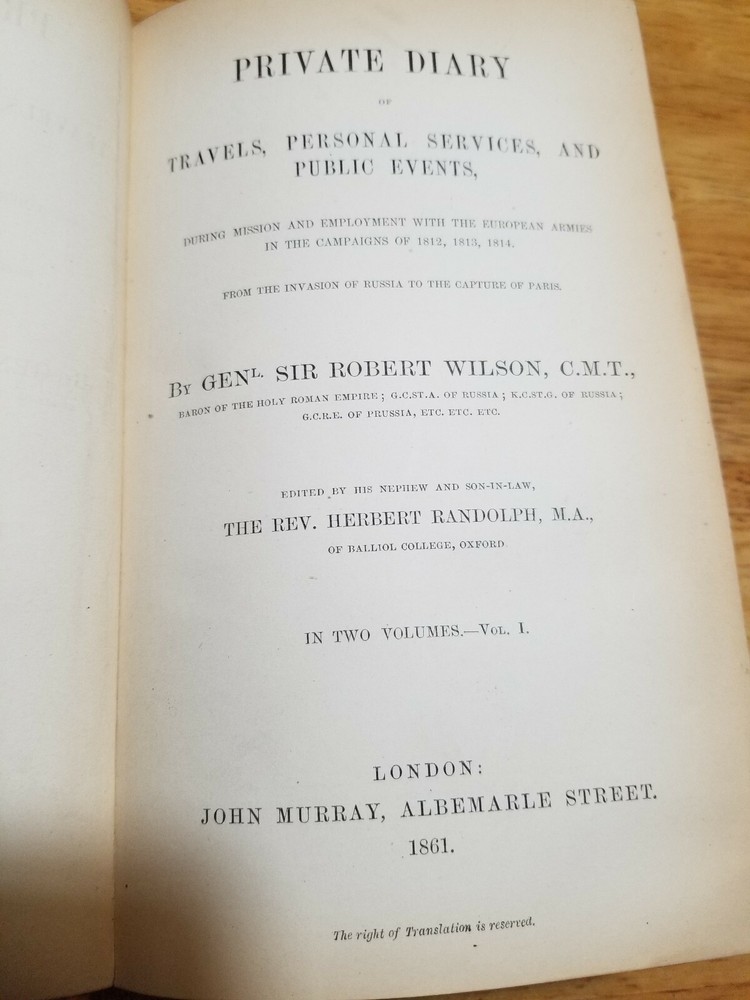 PRIVATE DIARY
OF
TRAVELS, PERSONAL SERVICES, AND
PUBLIC EVENTS,
DURING MISSION AND EMPLOYMENT WITH THE EUROPEAN ARMIES
IN THE CAMPAIGNS OF 1812, 1813, 1814.
FROM THE INVASION OF RUSSIA TO THE CAPTURE OF PARIS.
BY GENL. SIR ROBERT WILSON, C.M.T.,
BARON OF THE HOLY ROMAN EMPIRE; G.C.ST.A. OF RUSSIA; K.C.ST.G. OF RUSSIA;
G.C.R.E. OF PRUSSIA, ETC. ETC. ETC.
EDITED BY HIS NEPHEW AND SON-IN-LAW,
THE REV. HERBERT RANDOLPH, M.A.,
OF BALLIOL COLLEGE, OXFORD
IN TWO VOLUMES.—VOL. I.
LONDON:
JOHN MURRAY, ALBEMARLE STREET.
1861.
The right of Translation is reserved.